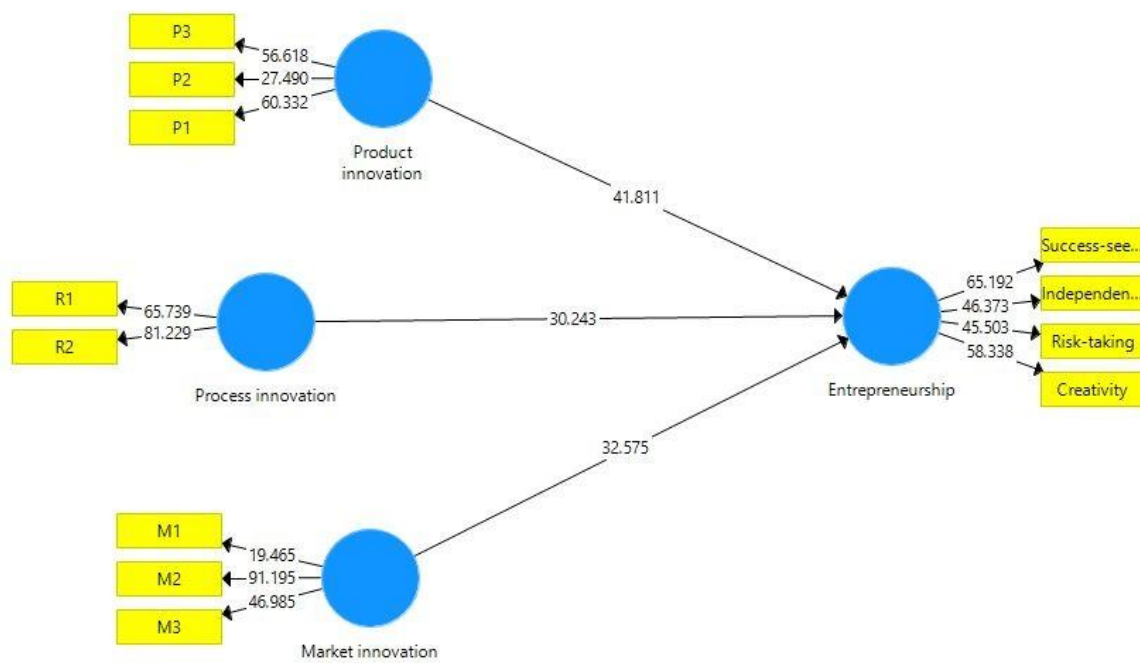 P3
56.618
P2
27.490
P1
60.332
Product
innovation
41.811
Success-see...
65.192
Independen...
46.373
Risk-taking
45.503
Creativity
58.338
Entrepreneurship
R1
65.739
R2
81.229
30.243
Process innovation
32.575
M1
19.465
M2
91.195
M3
46.985
Market innovation